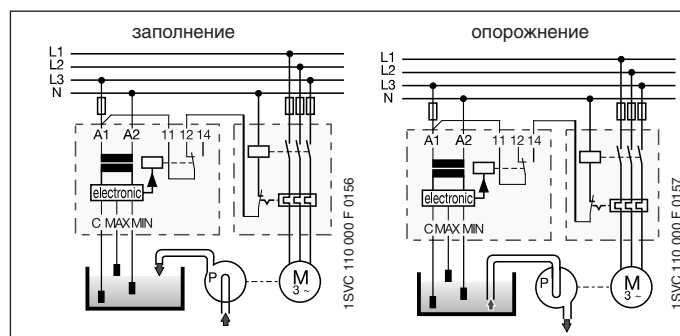 заполнение
L1
L2
L3
N
A1 A2 11 12 14
electronic
C MAX MIN
P
M
3 ~
1SVC 110 000 F 0156
опорожнение
L1
L2
L3
N
A1 A2 11 12 14
electronic
C MAX MIN
P
M
3 ~
1SVC 110 000 F 0157